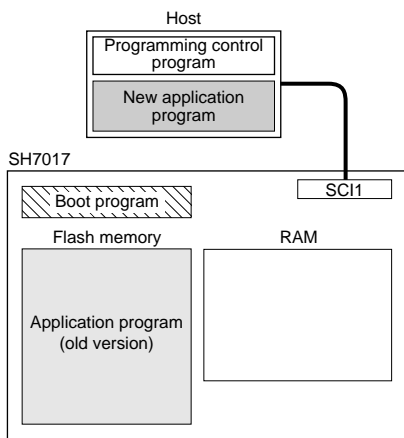 Host
Programming control
program
New application
program
SH7017
SCI1
Boot program
Flash memory
RAM
Application program
(old version)